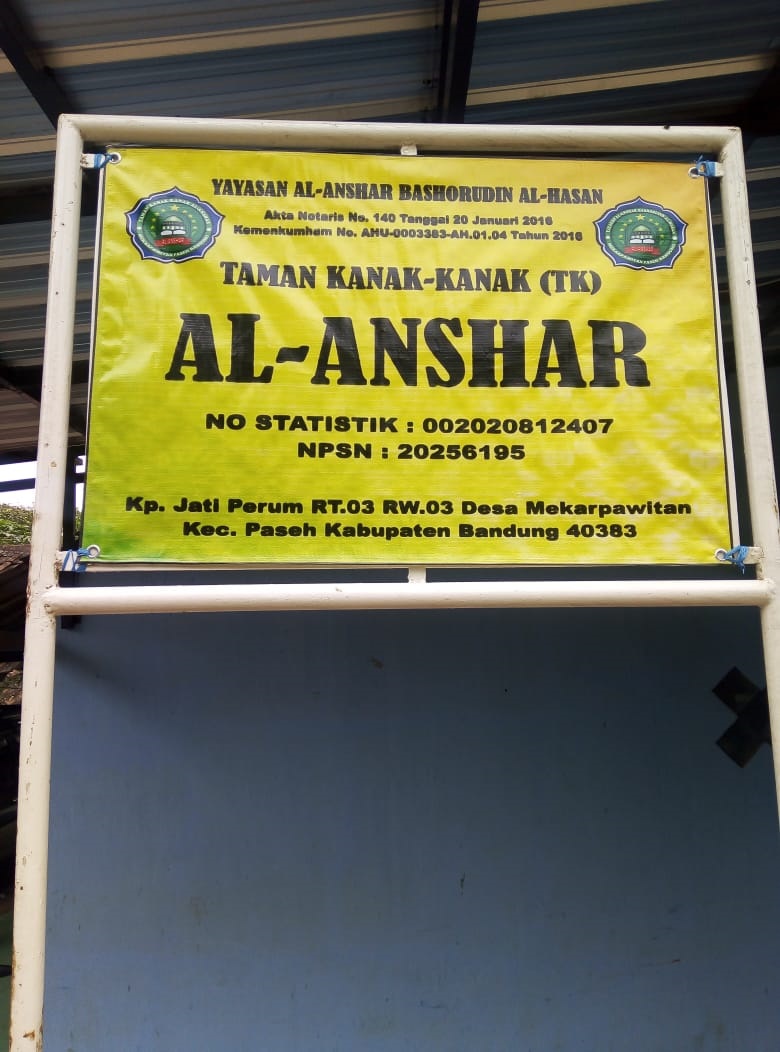 YAYASAN AL-ANSHAR BASHORUDIN AL-HASAN
Akta Notaris No. 140 Tanggal 20 Januari 2016
Kemenkumham No. AHU-0003383-AH.01.04 Tahun 2016
TAMAN KANAK-KANAK (TK)
AL-ANSHAR
NO STATISTIK : 002020812407
NPSN : 20256195
Kp. Jati Perum RT.03 RW.03 Desa Mekarpawitan
Kec. Paseh Kabupaten Bandung 40383